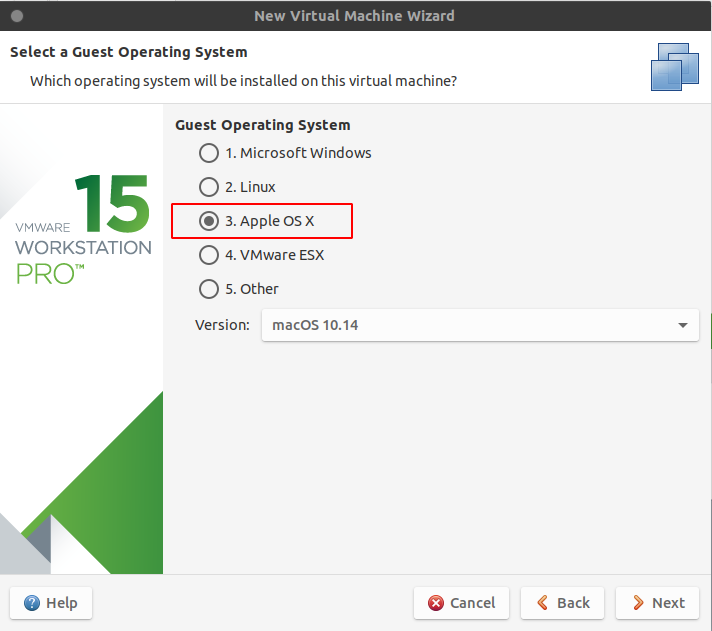 New Virtual Machine Wizard
Select a Guest Operating System
Which operating system will be installed on this virtual machine?
VMWARE 15
WORKSTATION
PRO™
Guest Operating System
1. Microsoft Windows
2. Linux
3. Apple OS X
4. VMware ESX
5. Other
Version: macOS 10.14
? Help
Cancel
Back
Next